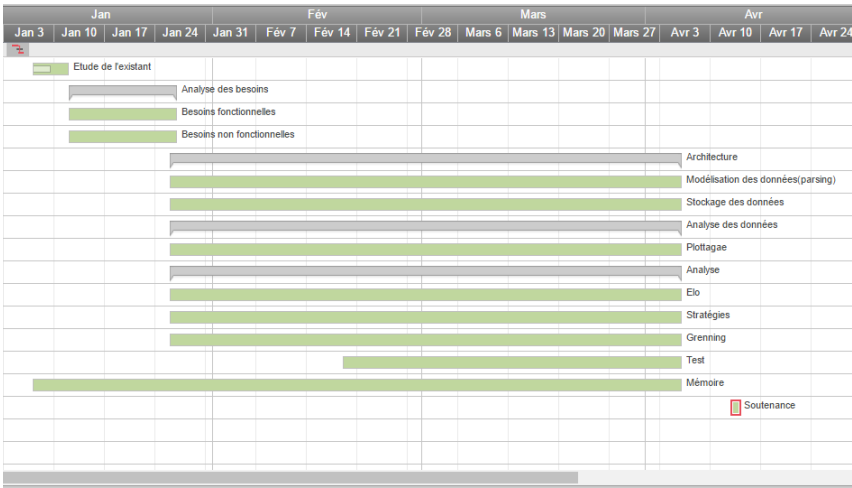 Jan Fév Mars Avr
Jan 3 Jan 10 Jan 17 Jan 24 Jan 31 Fév 7 Fév 14 Fév 21 Fév 28 Mars 6 Mars 13 Mars 20 Mars 27 Avr 3 Avr 10 Avr 17 Avr 24
Etude de l'existant
Analyse des besoins
Besoins fonctionnelles
Besoins non fonctionnelles
Architecture
Modélisation des données(parsing)
Stockage des données
Analyse des données
Plottagae
Analyse
Elo
Stratégies
Grenning
Test
Mémoire
Soutenance